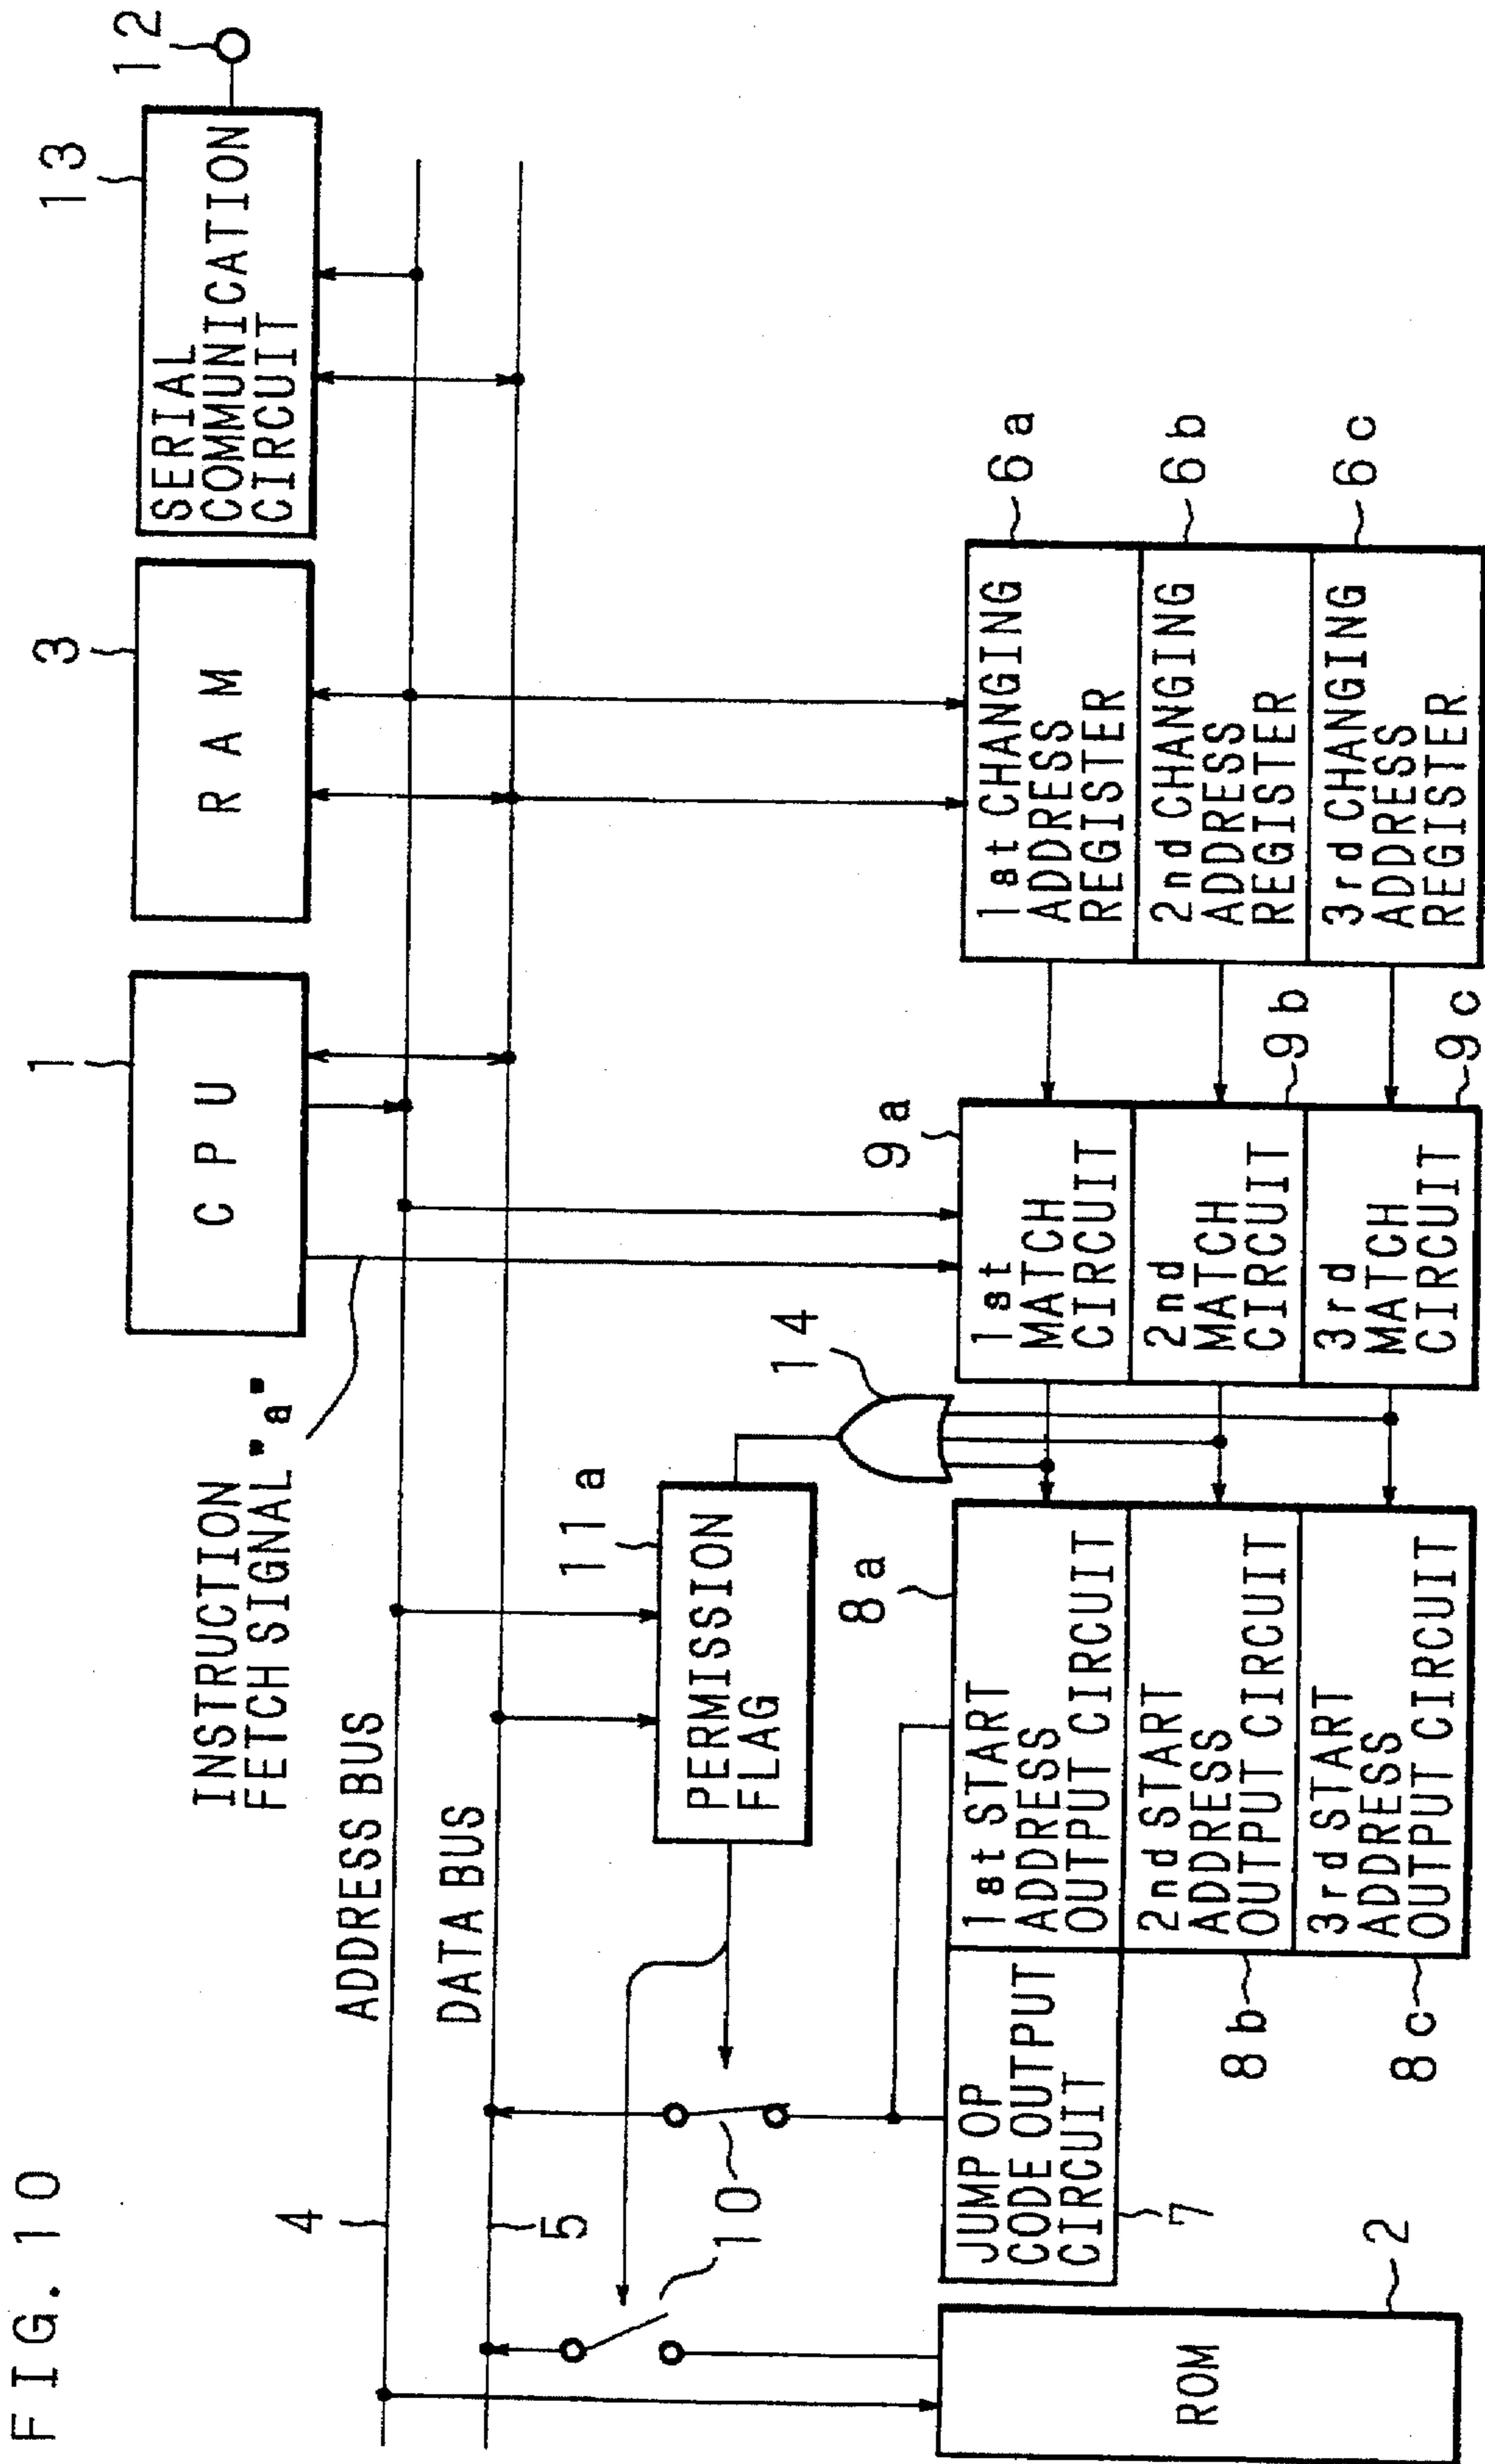 FIG. 10
4
ADDRESS BUS
5
DATA BUS
INSTRUCTION
FETCH SIGNAL "a"
1
CPU
3
RAM
13
SERIAL
COMMUNICATION
CIRCUIT
12
10
10
11a
PERMISSION
FLAG
14
2
ROM
7
JUMP OP
CODE OUTPUT
CIRCUIT
8a
1st START
ADDRESS
OUTPUT CIRCUIT
8b
2nd START
ADDRESS
OUTPUT CIRCUIT
8c
3rd START
ADDRESS
OUTPUT CIRCUIT
9a
1st
MATCH
CIRCUIT
9b
2nd
MATCH
CIRCUIT
9c
3rd
MATCH
CIRCUIT
6a
1st CHANGING
ADDRESS
REGISTER
6b
2nd CHANGING
ADDRESS
REGISTER
6c
3rd CHANGING
ADDRESS
REGISTER